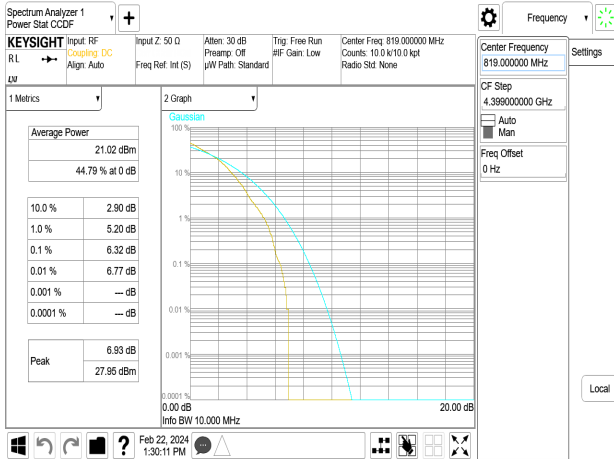 Spectrum Analyzer 1
Power Stat CCDF
+
Frequency
KEYSIGHT
RL
LXI
Input: RF
Coupling: DC
Align: Auto
Input Z: 50 Ω
Freq Ref: Int (S)
Atten: 30 dB
Preamp: Off
µW Path: Standard
Trig: Free Run
#IF Gain: Low
Center Freq: 819.000000 MHz
Counts: 10.0 k/10.0 kpt
Radio Std: None
Center Frequency
819.000000 MHz
Settings
CF Step
4.399000000 GHz
Auto
Man
Freq Offset
0 Hz
1 Metrics
Average Power
21.02 dBm
44.79 % at 0 dB
10.0 % 2.90 dB
1.0 % 5.20 dB
0.1 % 6.32 dB
0.01 % 6.77 dB
0.001 % --- dB
0.0001 % --- dB
Peak
6.93 dB
27.95 dBm
2 Graph
Gaussian
100 %
10 %
1 %
0.1 %
0.01 %
0.001 %
0.0001 %
0.00 dB 20.00 dB
Info BW 10.000 MHz
Local
?
Feb 22, 2024
1:30:11 PM